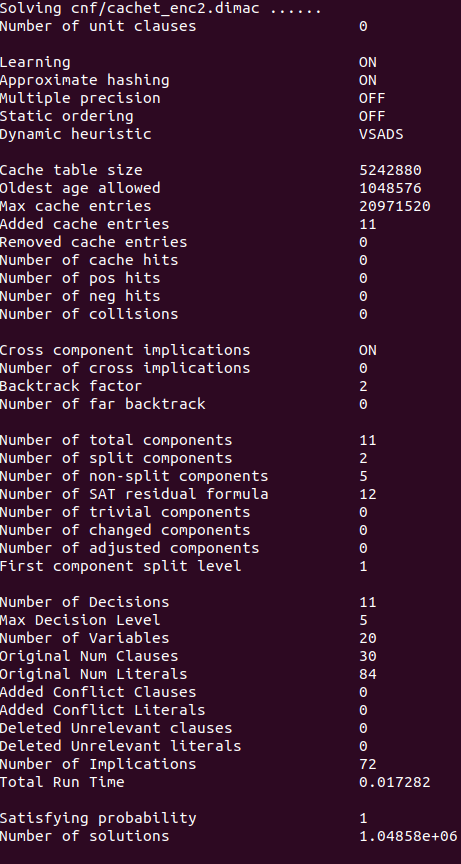 Solving cnf/cachet_enc2.dimac ......
Number of unit clauses 0
Learning ON
Approximate hashing ON
Multiple precision OFF
Static ordering OFF
Dynamic heuristic VSADS
Cache table size 5242880
Oldest age allowed 1048576
Max cache entries 20971520
Added cache entries 11
Removed cache entries 0
Number of cache hits 0
Number of pos hits 0
Number of neg hits 0
Number of collisions 0
Cross component implications ON
Number of cross implications 0
Backtrack factor 2
Number of far backtrack 0
Number of total components 11
Number of split components 2
Number of non-split components 5
Number of SAT residual formula 12
Number of trivial components 0
Number of changed components 0
Number of adjusted components 0
First component split level 1
Number of Decisions 11
Max Decision Level 5
Number of Variables 20
Original Num Clauses 30
Original Num Literals 84
Added Conflict Clauses 0
Added Conflict Literals 0
Deleted Unrelevant clauses 0
Deleted Unrelevant literals 0
Number of Implications 72
Total Run Time 0.017282
Satisfying probability 1
Number of solutions 1.04858e+06